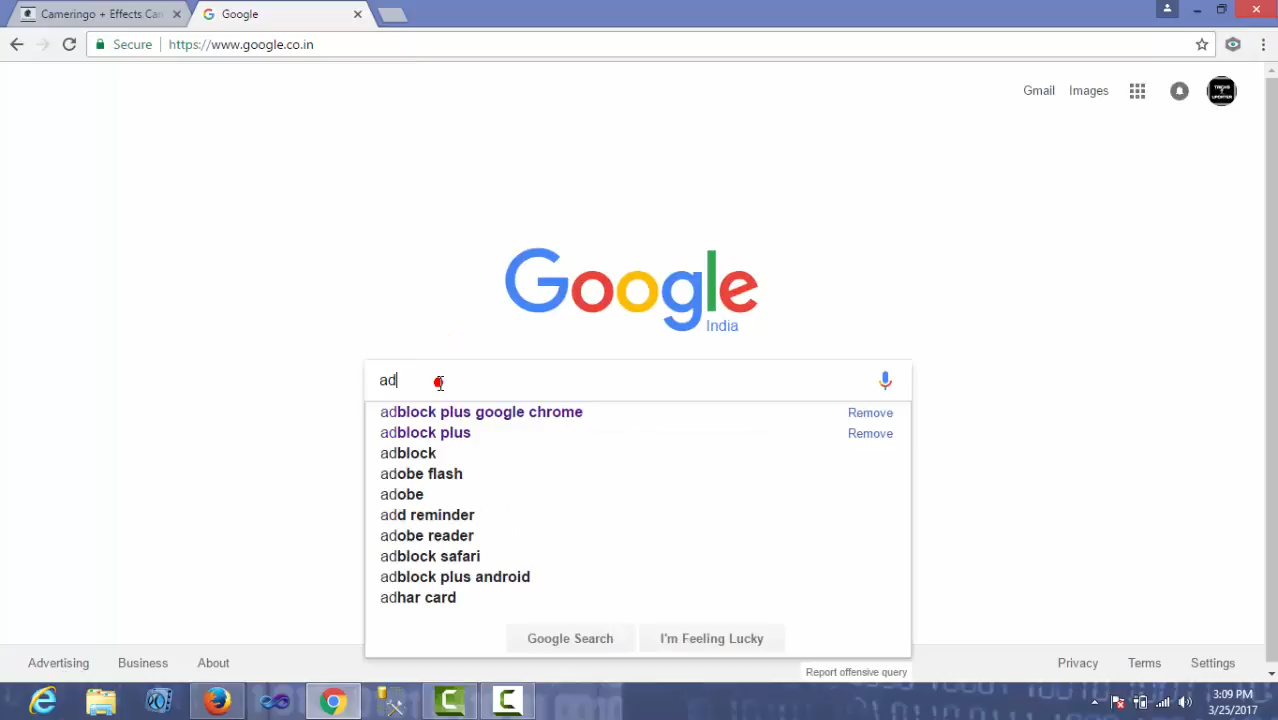 Cameringo + Effects Can
Google
Secure
https://www.google.co.in
Gmail
Images
TRICKS
UPDATES
Google
India
ad
adblock plus google chrome
Remove
adblock plus
Remove
adblock
adobe flash
adobe
add reminder
adobe reader
adblock safari
adblock plus android
adhar card
Google Search
I'm Feeling Lucky
Report offensive query
Advertising
Business
About
Privacy
Terms
Settings
3:09 PM
3/25/2017